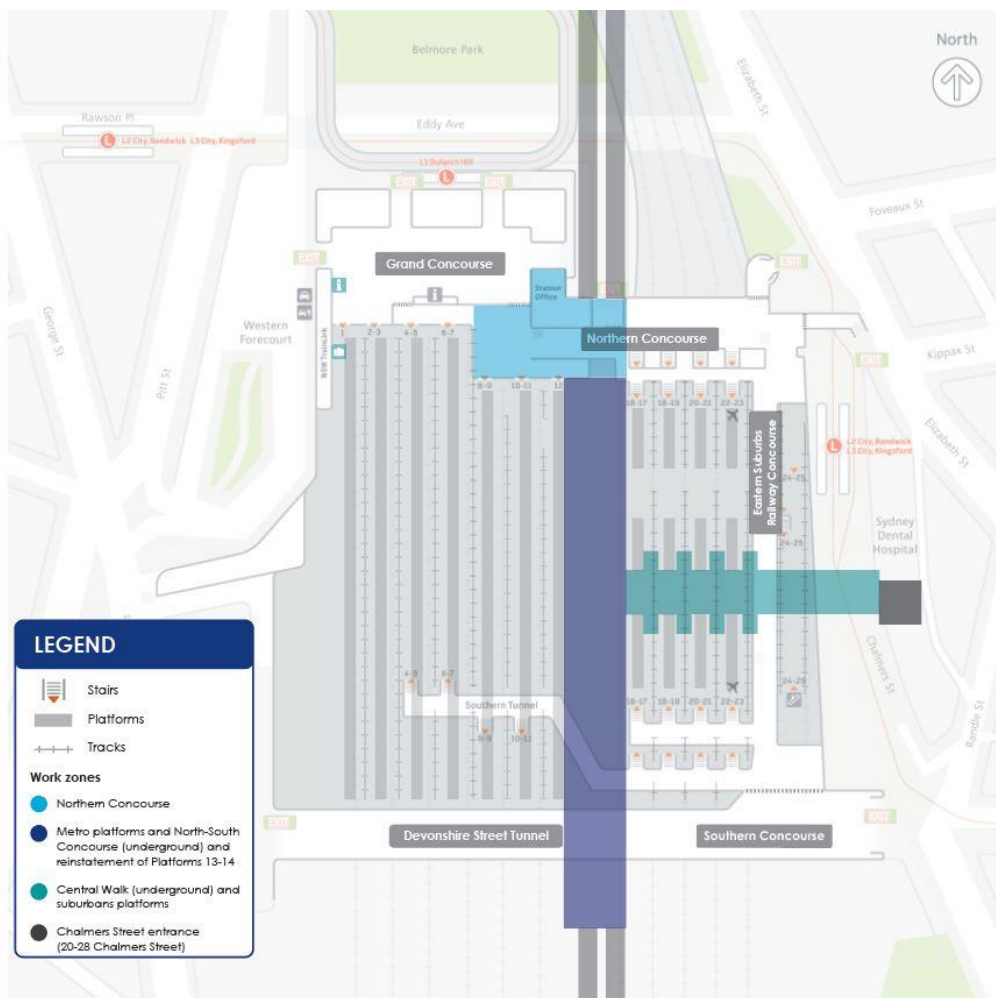 Belmore Park
North
Elizabeth St
Rawson Pl
L2 City, Randwick L3 City, Kingsford
Eddy Ave
L1 Dulwich Hill
EXIT
EXIT
Foveaux St
EXIT
Grand Concourse
EXIT
EXIT
Station
Office
George St
Western
Forecourt
NSW TrainLink
1
2-3
4-5
6-7
Northern Concourse
Kippax St
EXIT
Pitt St
8-9
10-11
12
16-17
18-19
20-21
22-23
Eastern Suburbs
Railway Concourse
L2 City, Randwick
L3 City, Kingsford
Elizabeth St
24-25
24-25
Sydney
Dental
Hospital
Chalmers St
LEGEND
Stairs
Platforms
Tracks
Work zones
Northern Concourse
Metro platforms and North-South
Concourse (underground) and
reinstatement of Platforms 13-14
Central Walk (underground) and
suburbans platforms
Chalmers Street entrance
(20-28 Chalmers Street)
4-5
6-7
Southern Tunnel
8-9
10-11
16-17
18-19
20-21
22-23
24-25
Randle St
EXIT
Devonshire Street Tunnel
Southern Concourse
EXIT